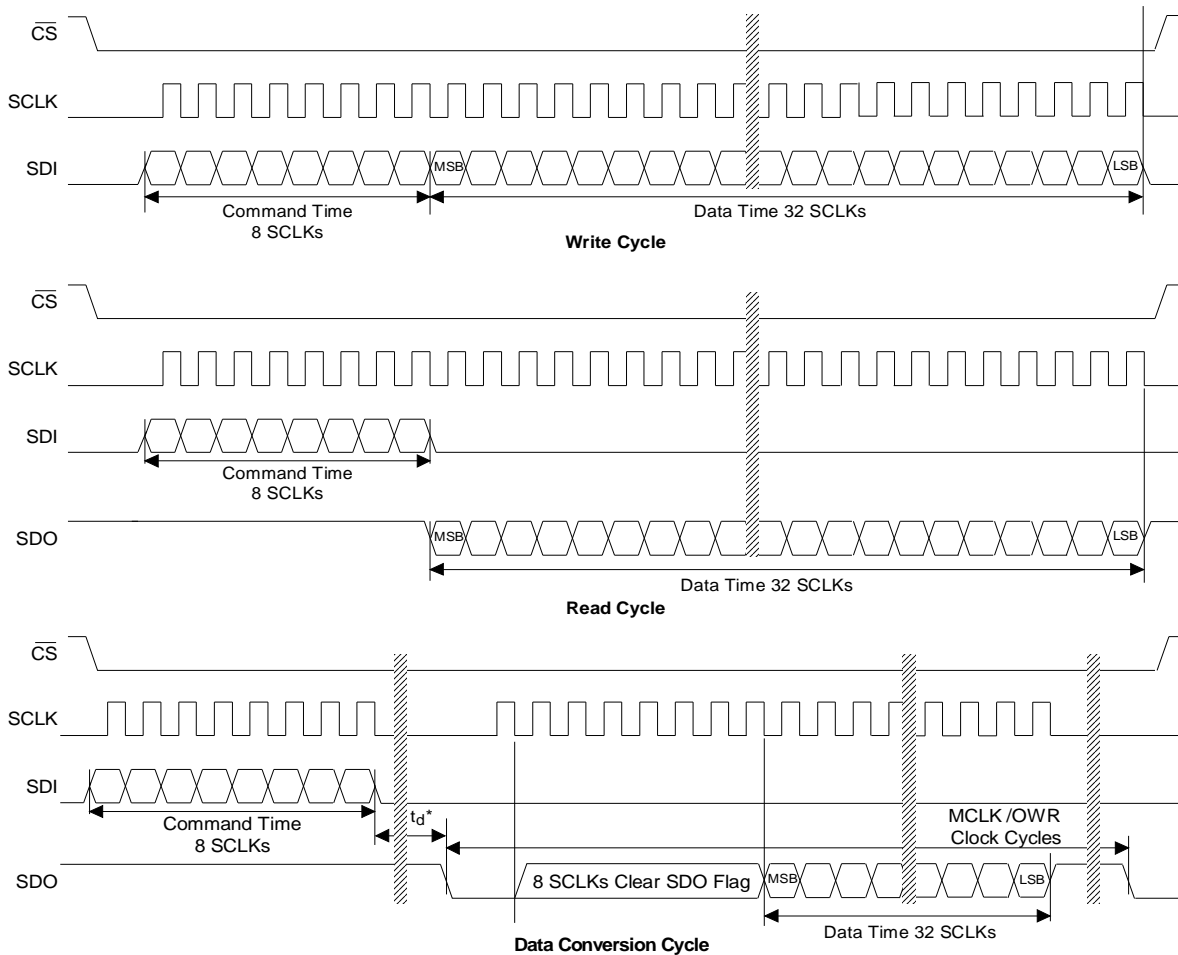 CS
SCLK
SDI
MSB
LSB
Command Time
8 SCLKs
Data Time 32 SCLKs
Write Cycle
CS
SCLK
SDI
Command Time
8 SCLKs
SDO
MSB
LSB
Data Time 32 SCLKs
Read Cycle
CS
SCLK
SDI
Command Time
8 SCLKs
td*
MCLK /OWR
Clock Cycles
SDO
8 SCLKs Clear SDO Flag
MSB
LSB
Data Time 32 SCLKs
Data Conversion Cycle